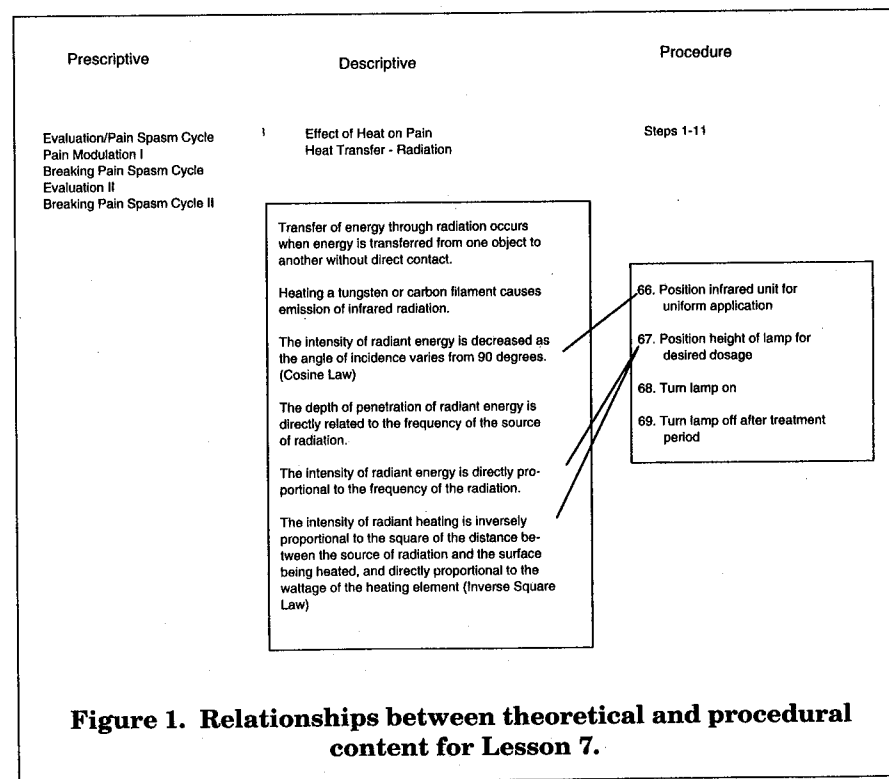 Prescriptive
Descriptive
Procedure
Evaluation/Pain Spasm Cycle
Pain Modulation I
Breaking Pain Spasm Cycle
Evaluation II
Breaking Pain Spasm Cycle II
Effect of Heat on Pain
Heat Transfer - Radiation
Steps 1-11
Transfer of energy through radiation occurs
when energy is transferred from one object to
another without direct contact.
Heating a tungsten or carbon filament causes
emission of infrared radiation.
The intensity of radiant energy is decreased as
the angle of incidence varies from 90 degrees.
(Cosine Law)
The depth of penetration of radiant energy is
directly related to the frequency of the source
of radiation.
The intensity of radiant energy is directly pro-
portional to the frequency of the radiation.
The intensity of radiant heating is inversely
proportional to the square of the distance be-
tween the source of radiation and the surface
being heated, and directly proportional to the
wattage of the heating element (Inverse Square
Law)
66. Position infrared unit for
uniform application
67. Position height of lamp for
desired dosage
68. Turn lamp on
69. Turn lamp off after treatment
period
Figure 1. Relationships between theoretical and procedural
content for Lesson 7.